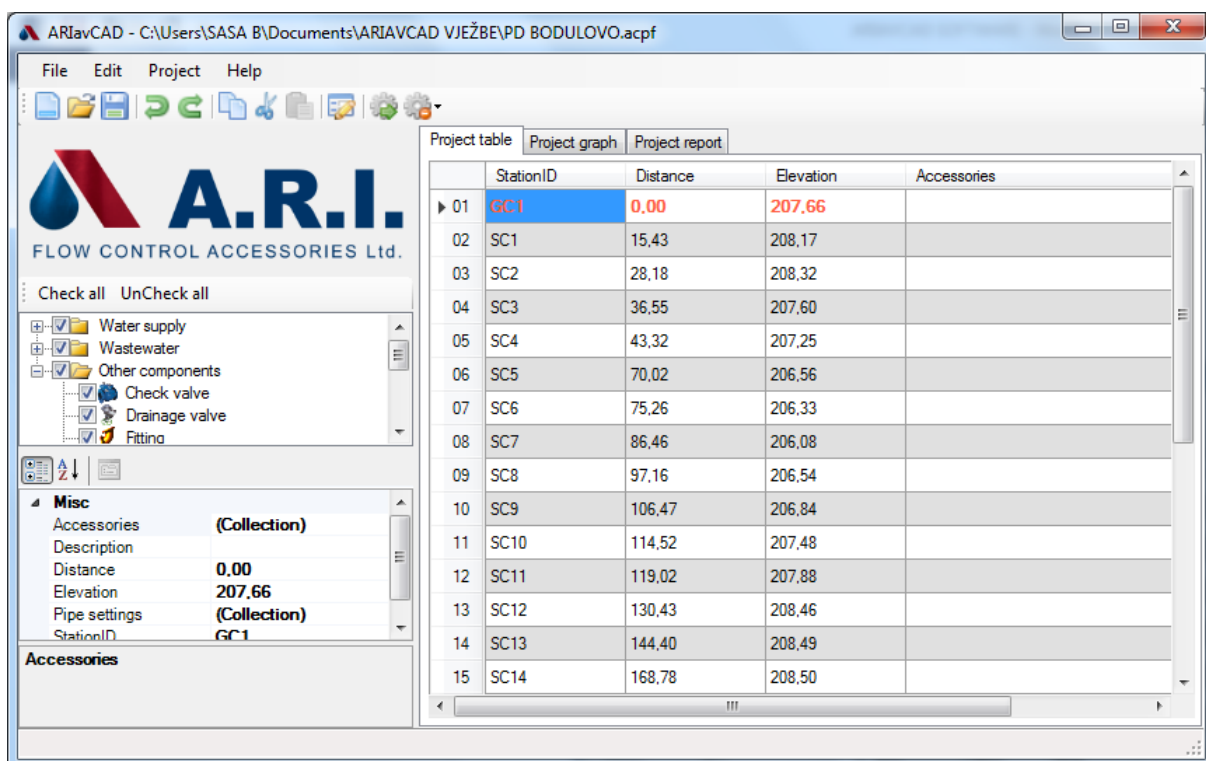 ARIavCAD - C:\Users\SASA B\Documents\ARIAVCAD VJEŽBE\PD BODULOVO.acpf
File Edit Project Help
A.R.I.
FLOW CONTROL ACCESSORIES Ltd.
Check all UnCheck all
Water supply
Wastewater
Other components
Check valve
Drainage valve
Fitting
Misc
Accessories (Collection)
Description
Distance 0,00
Elevation 207,66
Pipe settings (Collection)
StationID GC1
Accessories
Project table Project graph Project report
StationID Distance Elevation Accessories
01 GC1 0,00 207,66
02 SC1 15,43 208,17
03 SC2 28,18 208,32
04 SC3 36,55 207,60
05 SC4 43,32 207,25
06 SC5 70,02 206,56
07 SC6 75,26 206,33
08 SC7 86,46 206,08
09 SC8 97,16 206,54
10 SC9 106,47 206,84
11 SC10 114,52 207,48
12 SC11 119,02 207,88
13 SC12 130,43 208,46
14 SC13 144,40 208,49
15 SC14 168,78 208,50